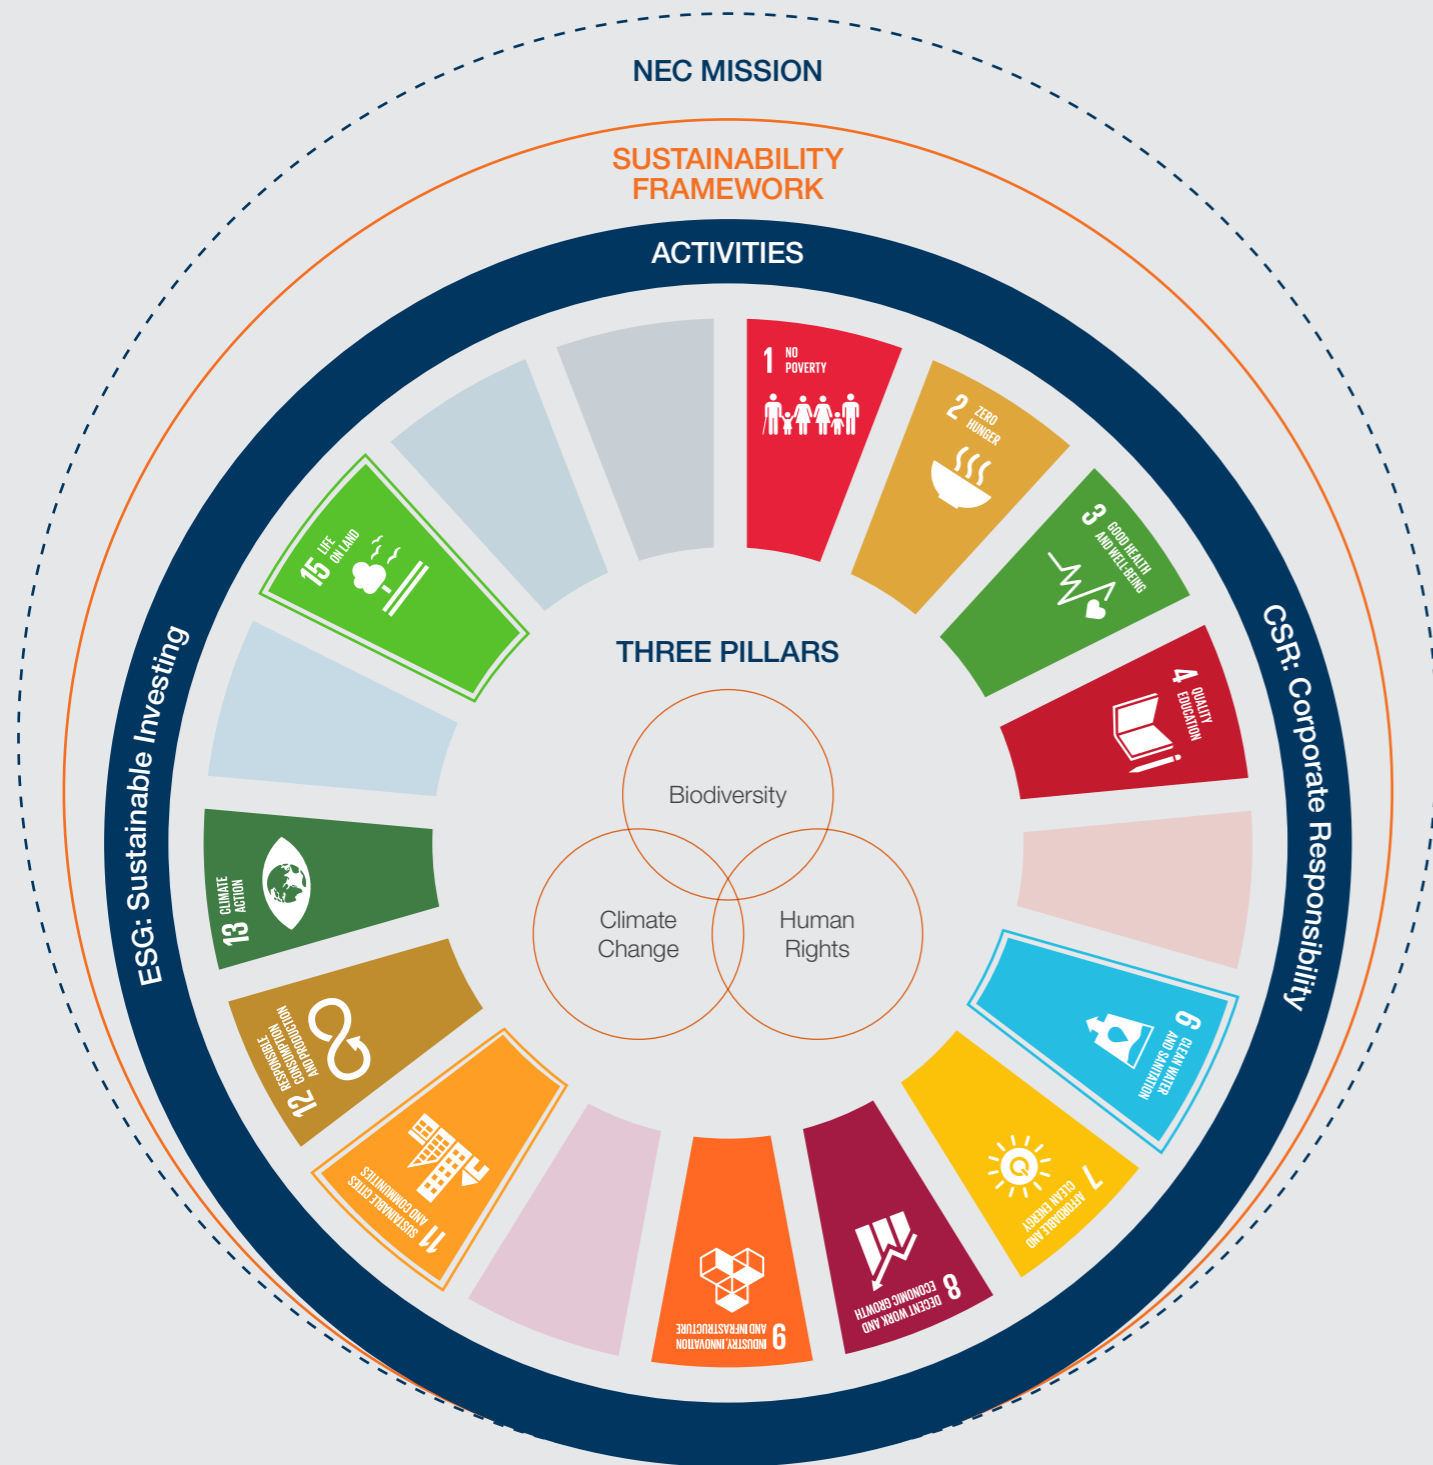 NEC MISSION
SUSTAINABILITY
FRAMEWORK
ACTIVITIES
ESG: Sustainable Investing
CSR: Corporate Responsibility
1 NO
POVERTY
2 ZERO
HUNGER
3 GOOD HEALTH
AND WELL-BEING
4 QUALITY
EDUCATION
6 CLEAN WATER
AND SANITATION
7 AFFORDABLE AND
CLEAN ENERGY
8 DECENT WORK AND
ECONOMIC GROWTH
9 INDUSTRY, INNOVATION
AND INFRASTRUCTURE
11 SUSTAINABLE CITIES
AND COMMUNITIES
12 RESPONSIBLE
CONSUMPTION
AND PRODUCTION
13 CLIMATE
ACTION
15 LIFE
ON LAND
THREE PILLARS
Biodiversity
Climate
Change
Human
Rights